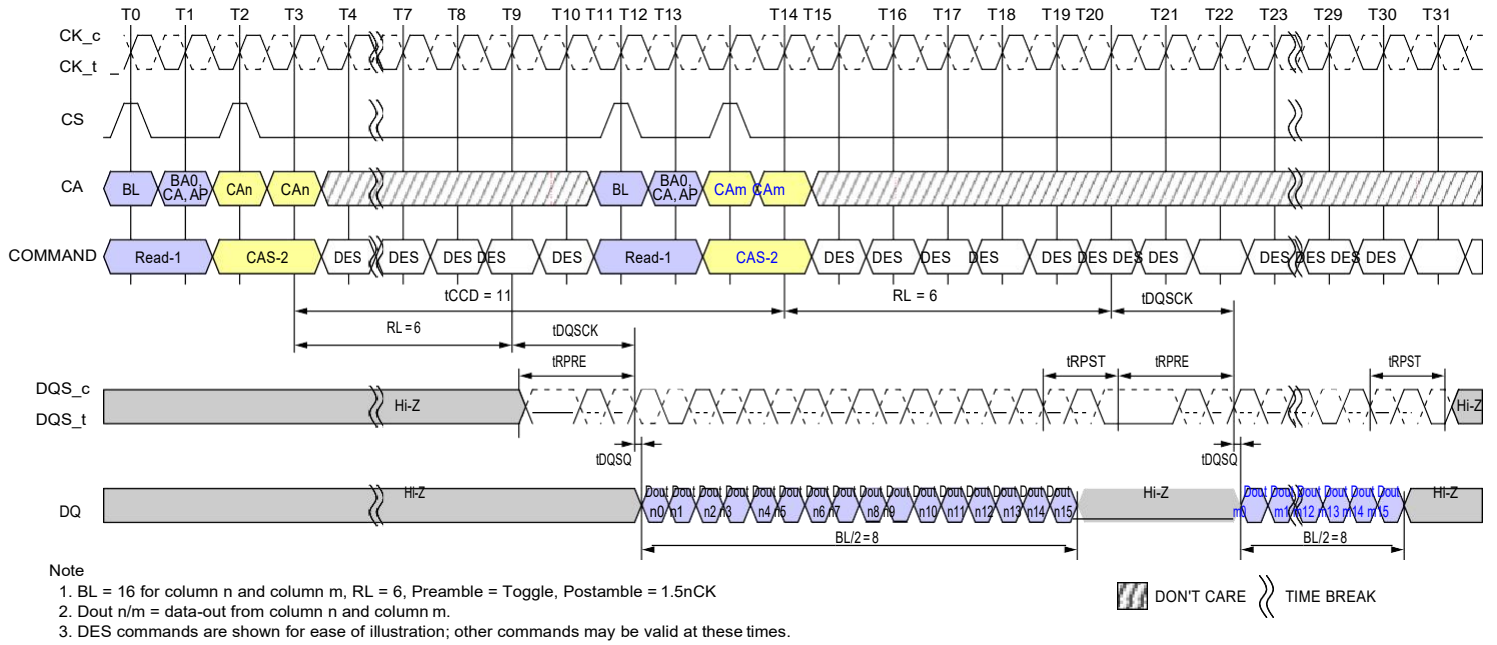 T0 T1 T2 T3 T4 T7 T8 T9 T10 T11 T12 T13 T14 T15 T16 T17 T18 T19 T20 T21 T22 T23 T29 T30 T31
CK_c
CK_t
CS
CA BL BA0, CA, AP CAn CAn BL BA0, CA, AP CAm CAm
COMMAND Read-1 CAS-2 DES DES DES DES DES Read-1 CAS-2 DES DES DES DES DES DES DES DES DES DES DES DES
tCCD = 11 RL = 6 tDQSCK
RL = 6 tDQSCK
tRPRE tRPST tRPRE tRPST
DQS_c
DQS_t
Hi-Z Hi-Z
tDQSQ tDQSQ
DQ Hi-Z Hi-Z Hi-Z
Dout Dout Dout Dout Dout Dout Dout Dout Dout Dout Dout Dout Dout Dout Dout Dout Dout Dout Dout Dout Dout Dout
n0 n1 n2 n3 n4 n5 n6 n7 n8 n9 n10 n11 n12 n13 n14 n15 m0 m1 m12 m13 m14 m15
BL/2 = 8 BL/2 = 8
Note
1. BL = 16 for column n and column m, RL = 6, Preamble = Toggle, Postamble = 1.5nCK
2. Dout n/m = data-out from column n and column m.
3. DES commands are shown for ease of illustration; other commands may be valid at these times.
DON'T CARE TIME BREAK